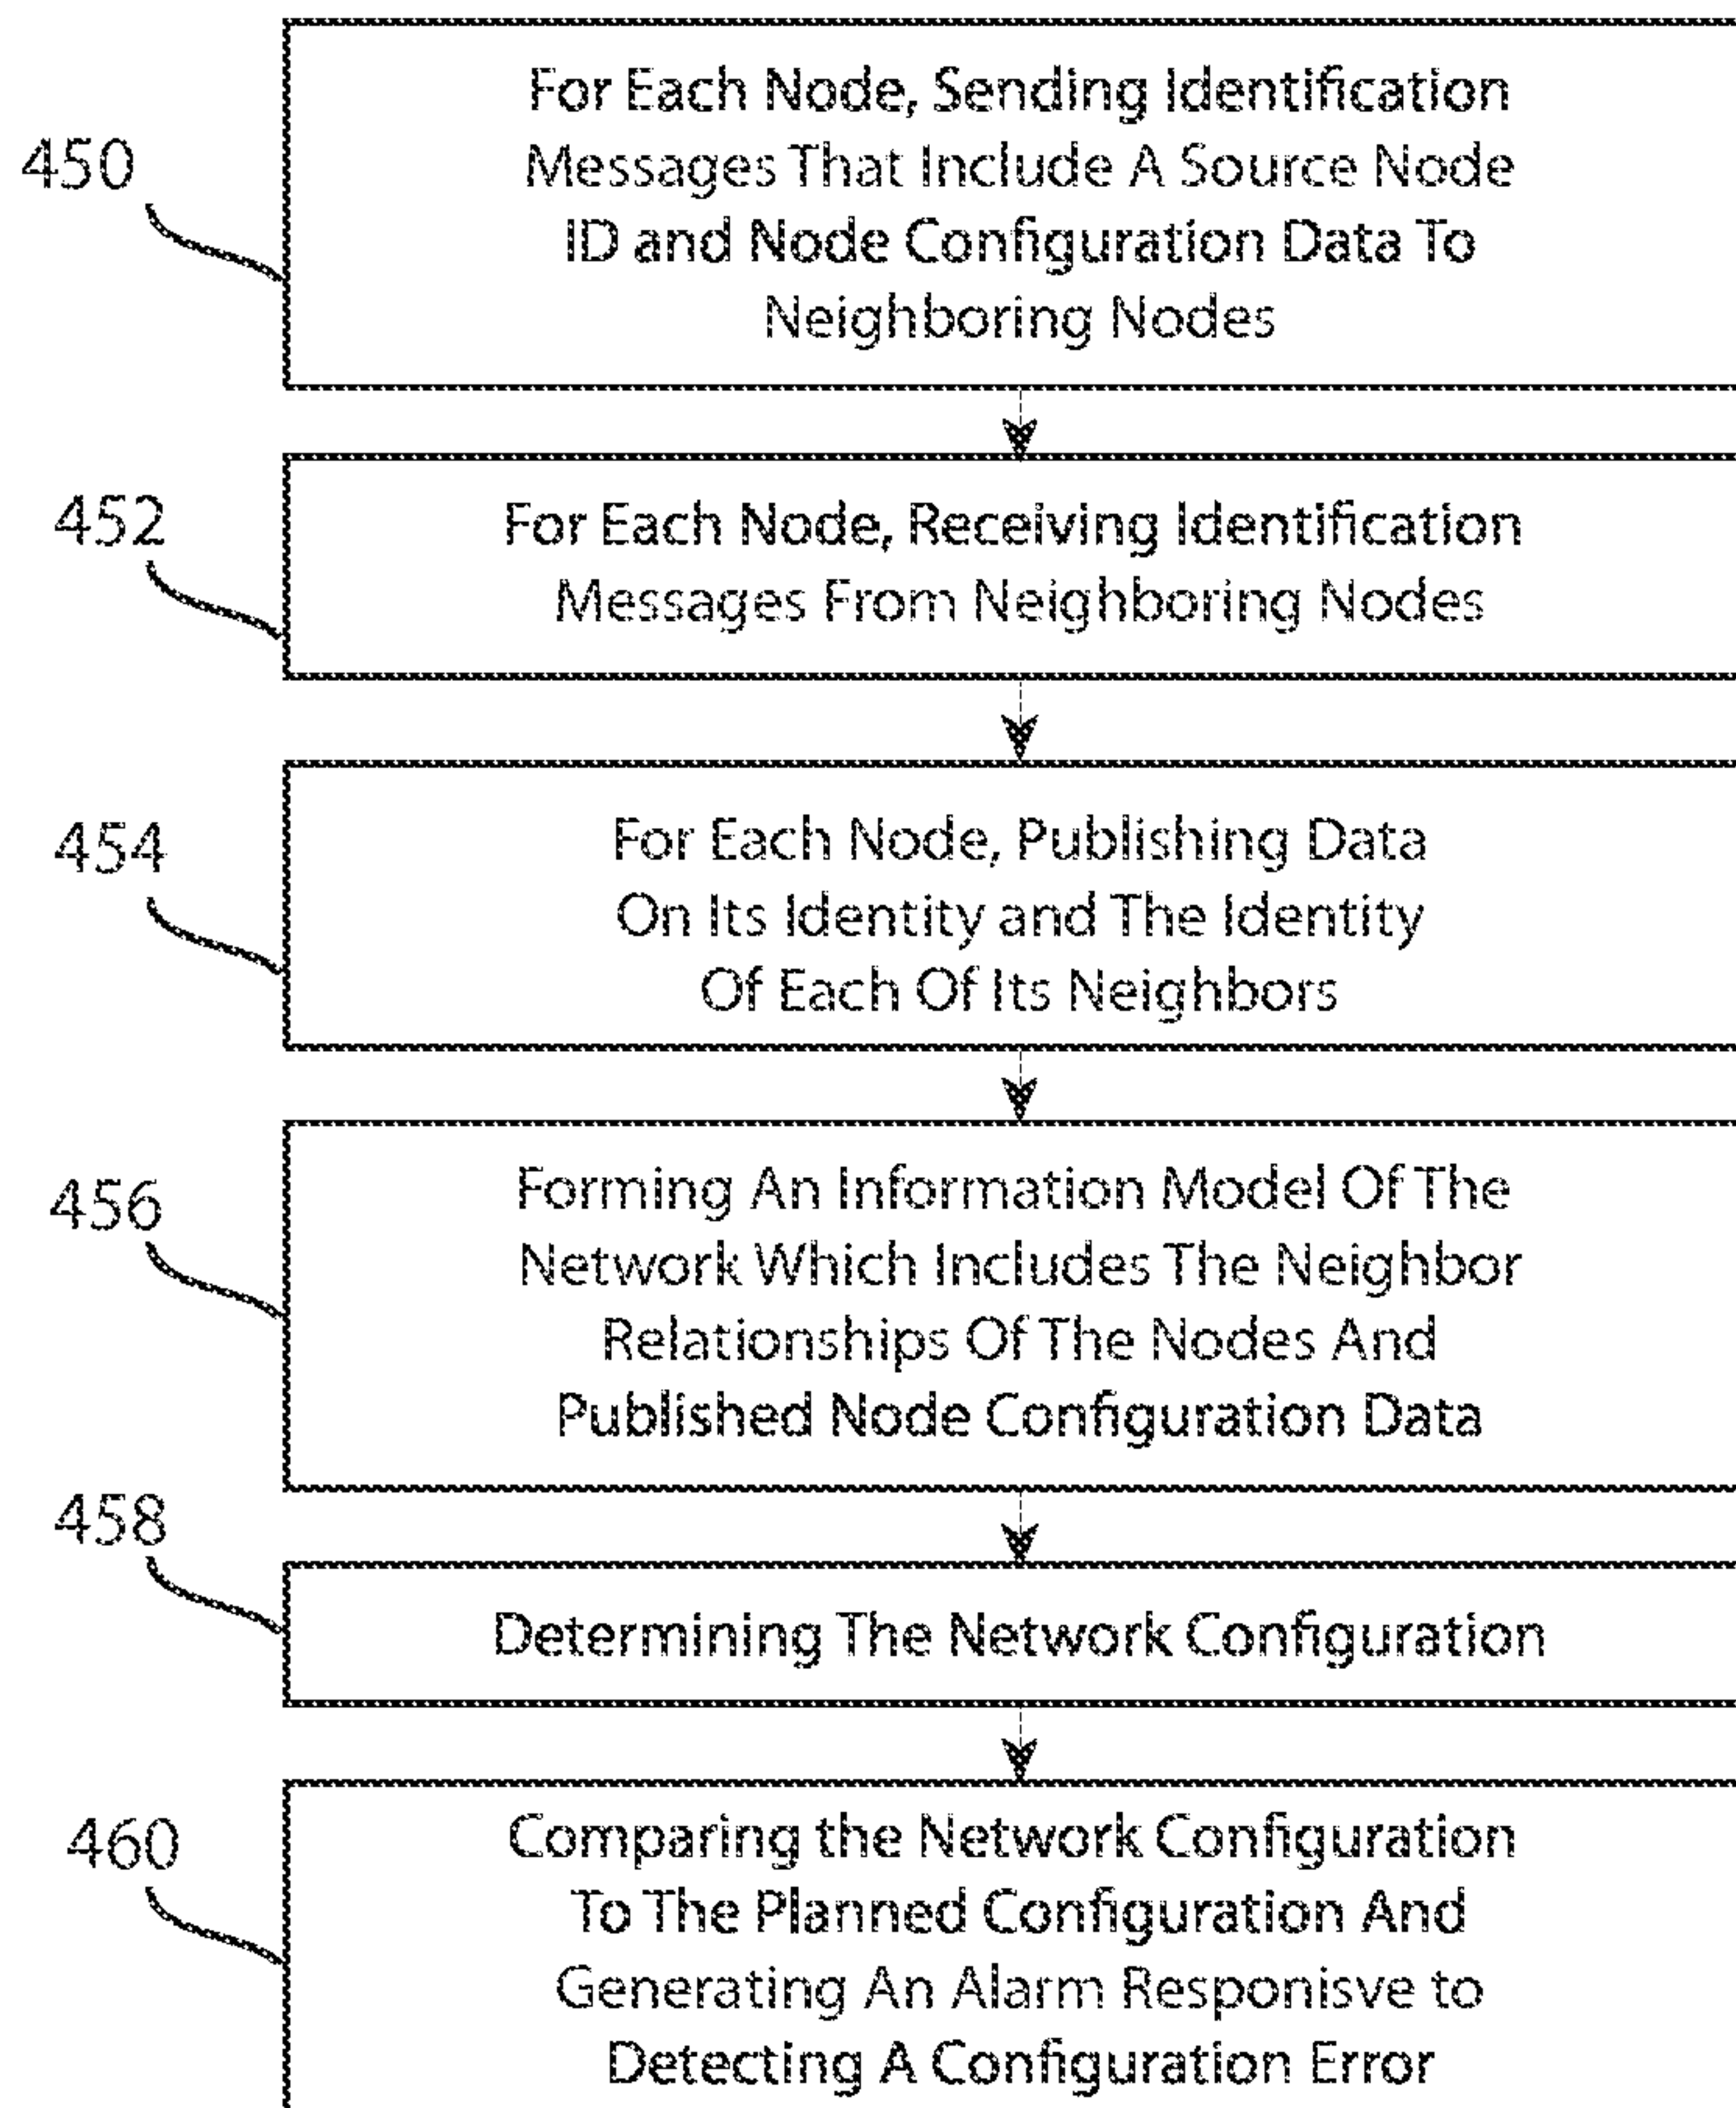 450
For Each Node, Sending Identification
Messages That Include A Source Node
ID and Node Configuration Data To
Neighboring Nodes
452
For Each Node, Receiving Identification
Messages From Neighboring Nodes
454
For Each Node, Publishing Data
On Its Identity and The Identity
Of Each Of Its Neighbors
456
Forming An Information Model Of The
Network Which Includes The Neighbor
Relationships Of The Nodes And
Published Node Configuration Data
458
Determining The Network Configuration
460
Comparing the Network Configuration
To The Planned Configuration And
Generating An Alarm Responisve to
Detecting A Configuration Error